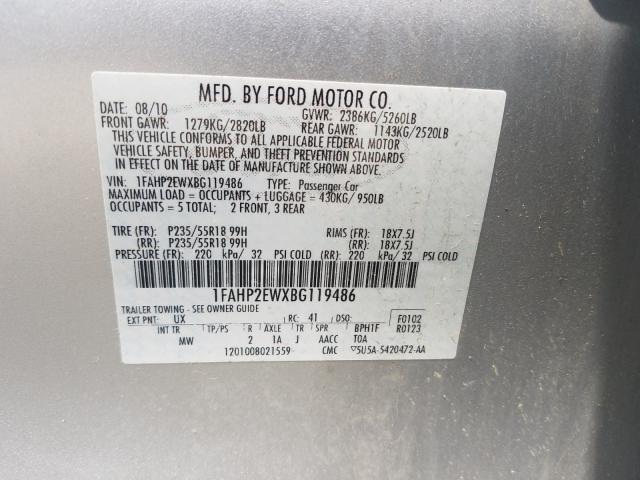 MFD. BY FORD MOTOR CO.
DATE: 08/10 GVWR: 2386KG/5260LB
FRONT GAWR: 1279KG/2820LB REAR GAWR: 1143KG/2520LB
THIS VEHICLE CONFORMS TO ALL APPLICABLE FEDERAL MOTOR
VEHICLE SAFETY, BUMPER, AND THEFT PREVENTION STANDARDS
IN EFFECT ON THE DATE OF MANUFACTURE SHOWN ABOVE.
VIN: 1FAHP2EWXBG119486 TYPE: Passenger Car
MAXIMUM LOAD = OCCUPANTS + LUGGAGE = 430KG/ 950LB
OCCUPANTS = 5 TOTAL; 2 FRONT, 3 REAR
TIRE (FR): P235/55R18 99H RIMS (FR): 18X7.5J
(RR): P235/55R18 99H (RR): 18X7.5J
PRESSURE (FR): 220 kPa/ 32 PSI COLD (RR): 220 kPa/ 32 PSI COLD
1FAHP2EWXBG119486
TRAILER TOWING - SEE OWNER GUIDE
EXT PNT: UX RC: 41 DSO: F0102
INT TR TP/PS R AXLE TR SPR BPHTF R0123
MW 2 1A J AACC TOA
1201008021559 CMC ▽5U5A-5420472-AA